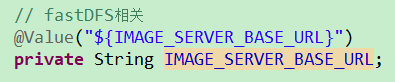 // fastDFS相关
@Value("${IMAGE_SERVER_BASE_URL}")
private String IMAGE_SERVER_BASE_URL;